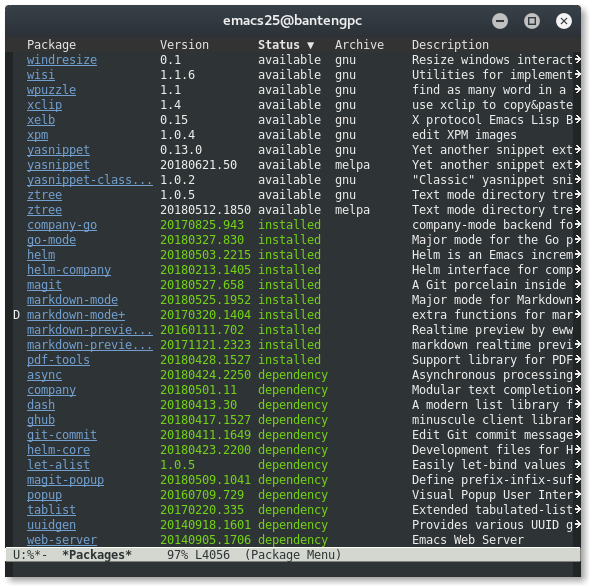 emacs25@bantengpc
Package Version Status ▼ Archive Description
windresize 0.1 available gnu Resize windows interact
wisi 1.1.6 available gnu Utilities for implement
wpuzzle 1.1 available gnu find as many word in a
xclip 1.4 available gnu use xclip to copy&paste
xelb 0.15 available gnu X protocol Emacs Lisp B
xpm 1.0.4 available gnu edit XPM images
yasnippet 0.13.0 available gnu Yet another snippet ext
yasnippet 20180621.50 available melpa Yet another snippet ext
yasnippet-class... 1.0.2 available gnu "Classic" yasnippet sni
ztree 1.0.5 available gnu Text mode directory tre
ztree 20180512.1850 available melpa Text mode directory tre
company-go 20170825.943 installed company-mode backend fo
go-mode 20180327.830 installed Major mode for the Go p
helm 20180503.2215 installed Helm is an Emacs increm
helm-company 20180213.1405 installed Helm interface for comp
magit 20180527.658 installed A Git porcelain inside
markdown-mode 20180525.1952 installed Major mode for Markdown
D markdown-mode+ 20170320.1404 installed extra functions for mar
markdown-previe... 20160111.702 installed Realtime preview by eww
markdown-previe... 20171121.2323 installed markdown realtime previ
pdf-tools 20180428.1527 installed Support library for PDF
async 20180424.2250 dependency Asynchronous processing
company 20180501.11 dependency Modular text completion
dash 20180413.30 dependency A modern list library f
ghub 20180417.1527 dependency minuscule client librar
git-commit 20180411.1649 dependency Edit Git commit message
helm-core 20180423.2200 dependency Development files for H
let-alist 1.0.5 dependency Easily let-bind values
magit-popup 20180509.1041 dependency Define prefix-infix-suf
popup 20160709.729 dependency Visual Popup User Inter
tablist 20170220.335 dependency Extended tabulated-list
uuidgen 20140918.1601 dependency Provides various UUID g
web-server 20140905.1706 dependency Emacs Web Server
U:%*- *Packages* 97% L4056 (Package Menu)